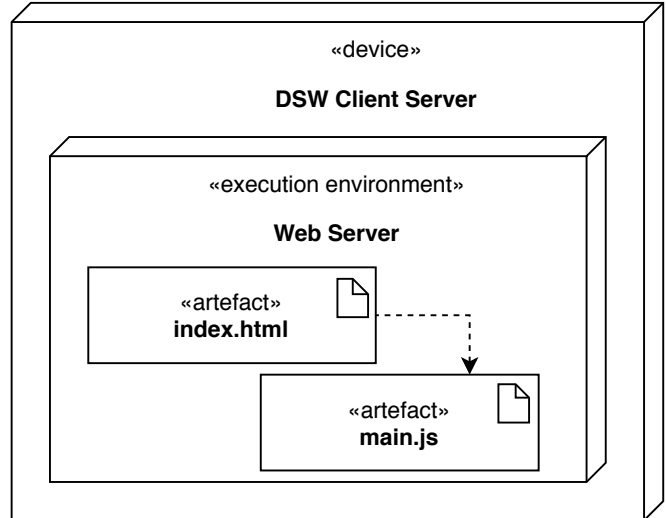 «device»
DSW Client Server
«execution environment»
Web Server
«artefact»
index.html
«artefact»
main.js